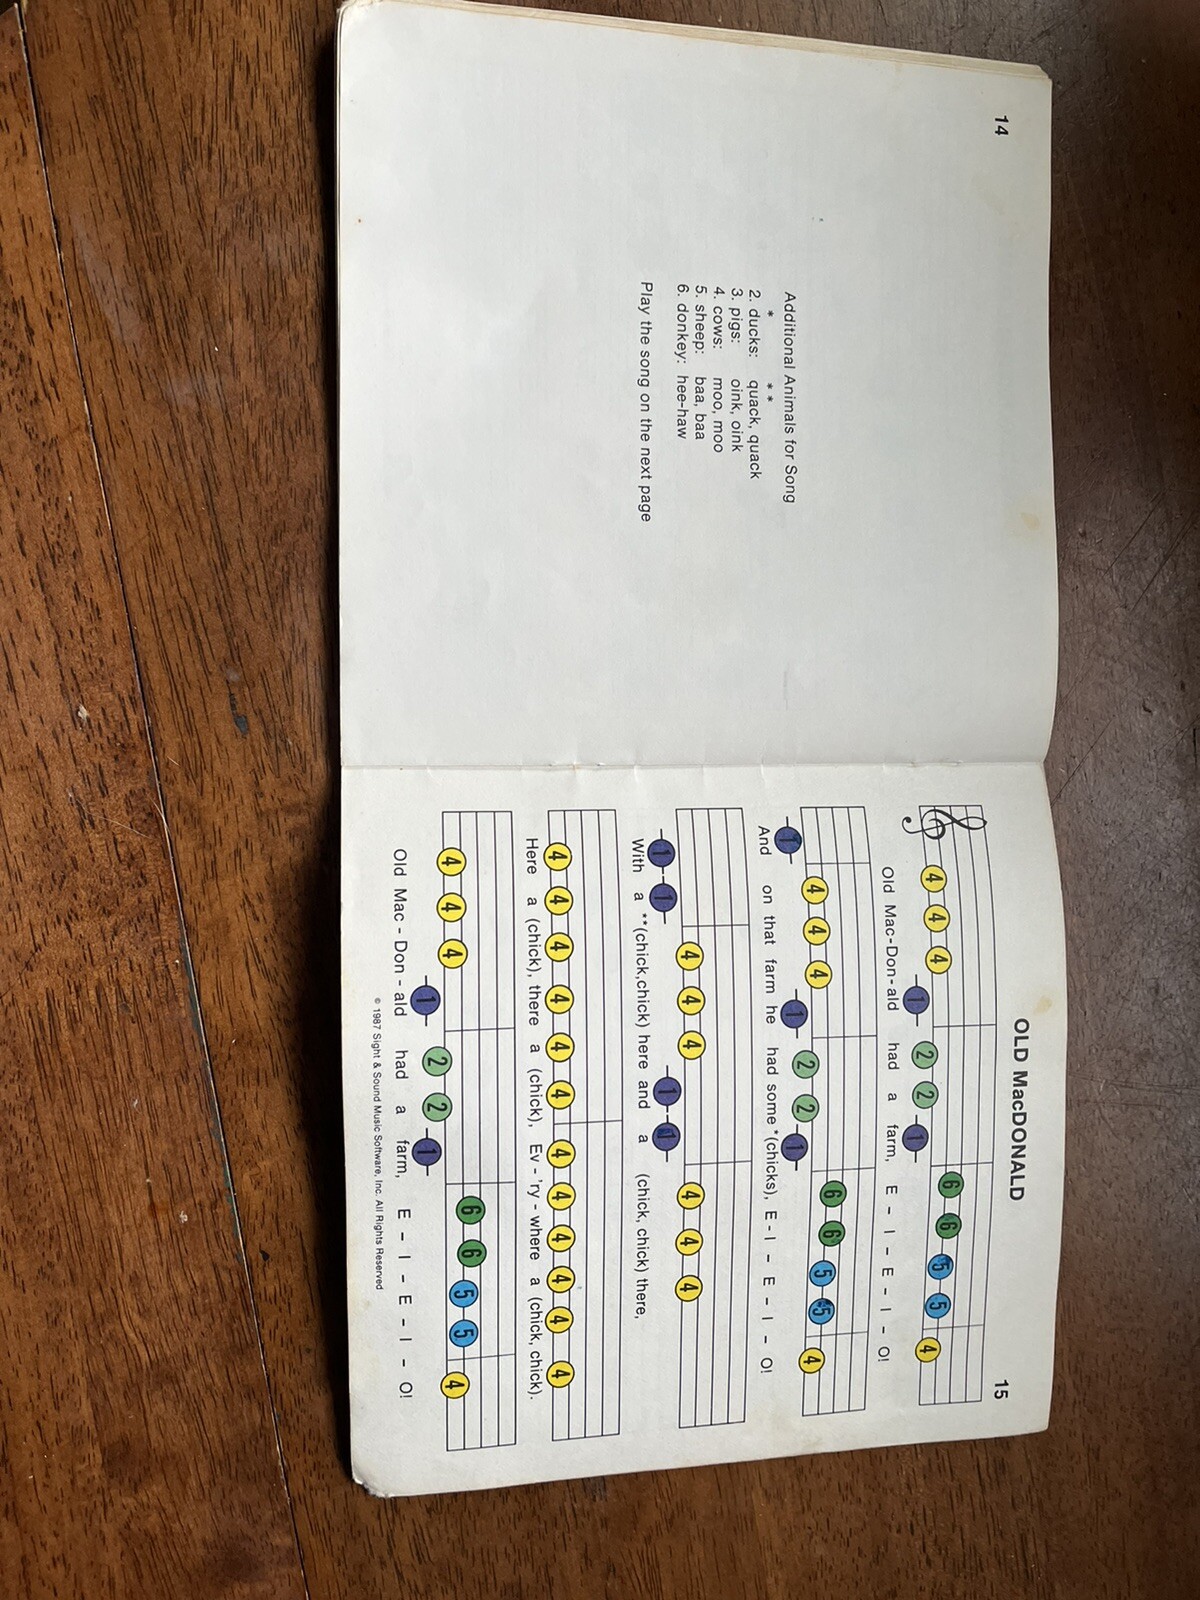 14
Additional Animals for Song
* **
2. ducks: quack, quack
3. pigs: oink, oink
4. cows: moo, moo
5. sheep: baa, baa
6. donkey: hee-haw
Play the song on the next page
OLD MacDONALD 15
4 4 4 1 2 2 1 6 6 5 5 4
Old Mac-Don-ald had a farm, E - I - E - I - O!
1 4 4 4 1 2 2 1 6 6 5 5 4
And on that farm he had some *(chicks), E - I - E - I - O!
1 1 4 4 4 1 1 4 4 4
With a **(chick,chick) here and a (chick, chick) there,
4 4 4 4 4 4 4 4 4 4 4 4
Here a (chick), there a (chick), Ev - 'ry - where a (chick, chick).
4 4 4 1 2 2 1 6 6 5 5 4
Old Mac - Don - ald had a farm, E - I - E - I - O!
© 1987 Sight & Sound Music Software, Inc. All Rights Reserved